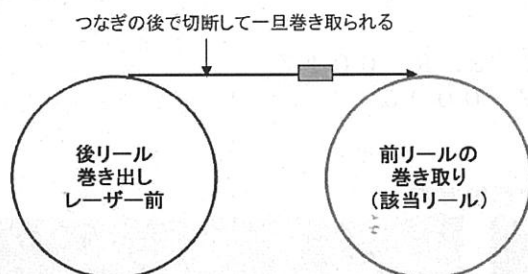 つなぎの後で切断して一旦巻き取られる
後リール
巻き出し
レーザー前
前リールの
巻き取り
(該当リール)